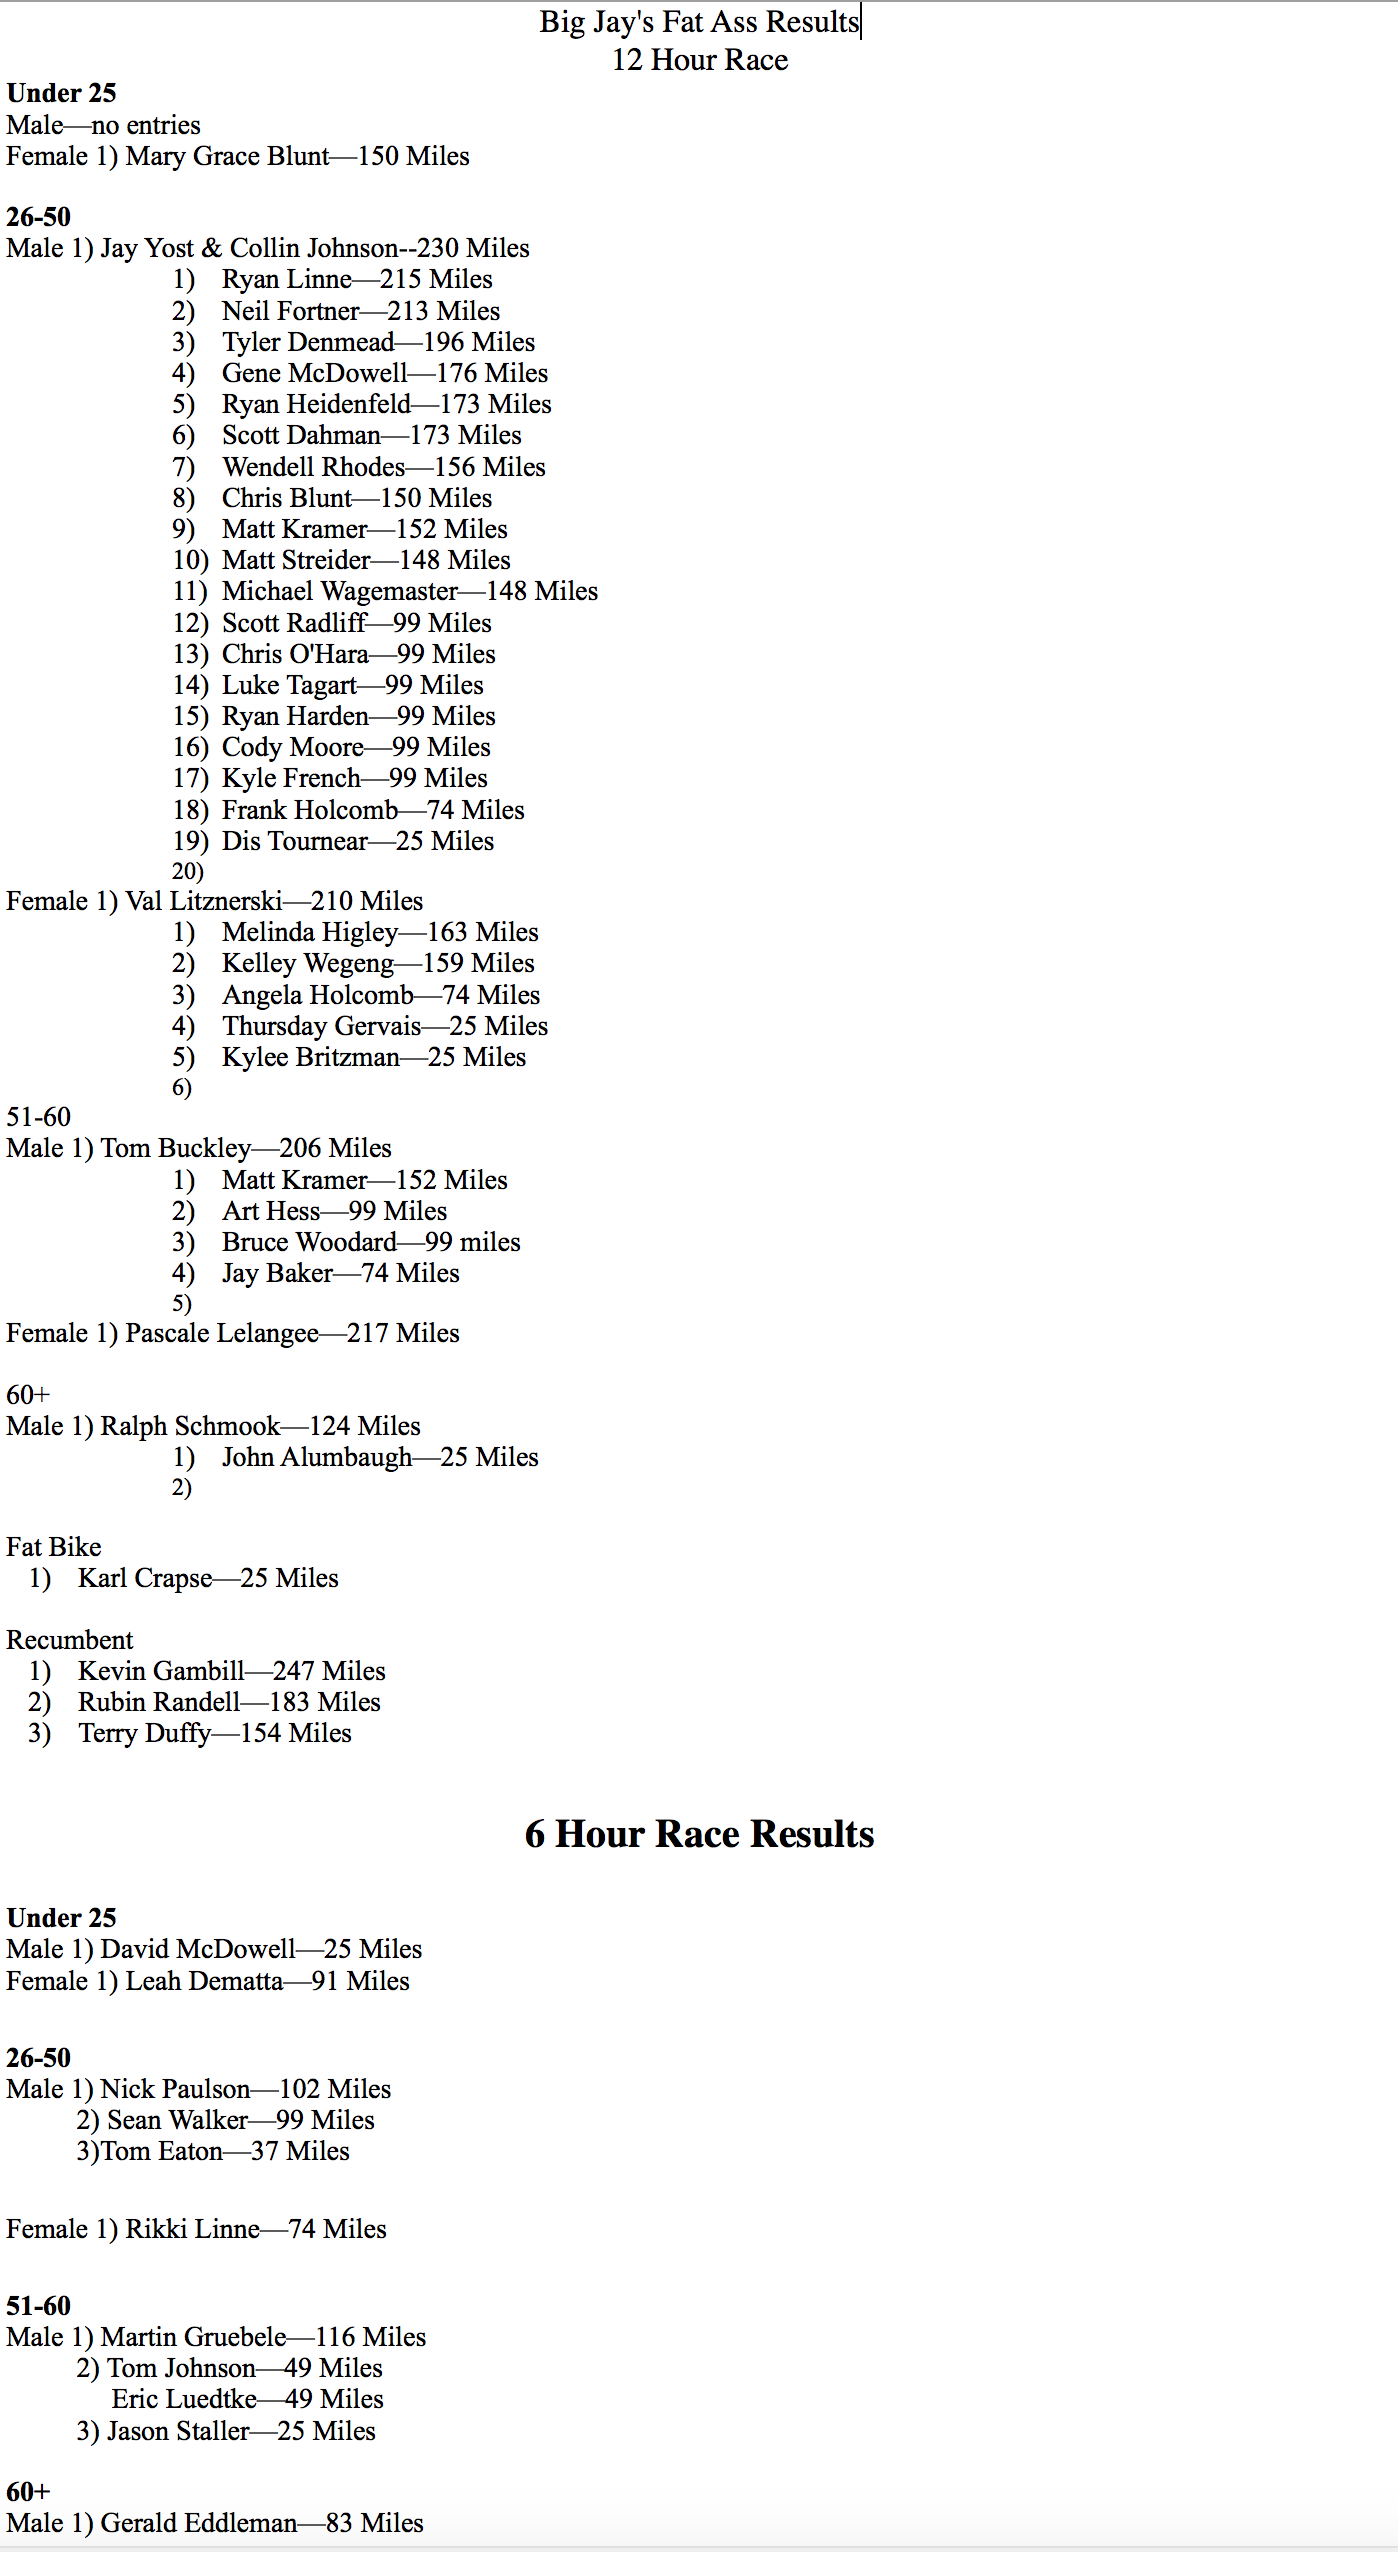 Big Jay's Fat Ass Results
12 Hour Race
Under 25
Male—no entries
Female 1) Mary Grace Blunt—150 Miles
26-50
Male 1) Jay Yost & Collin Johnson--230 Miles
1) Ryan Linne—215 Miles
2) Neil Fortner—213 Miles
3) Tyler Denmead—196 Miles
4) Gene McDowell—176 Miles
5) Ryan Heidenfeld—173 Miles
6) Scott Dahman—173 Miles
7) Wendell Rhodes—156 Miles
8) Chris Blunt—150 Miles
9) Matt Kramer—152 Miles
10) Matt Streider—148 Miles
11) Michael Wagemaster—148 Miles
12) Scott Radliff—99 Miles
13) Chris O'Hara—99 Miles
14) Luke Tagart—99 Miles
15) Ryan Harden—99 Miles
16) Cody Moore—99 Miles
17) Kyle French—99 Miles
18) Frank Holcomb—74 Miles
19) Dis Tournear—25 Miles
20)
Female 1) Val Litznerski—210 Miles
1) Melinda Higley—163 Miles
2) Kelley Wegeng—159 Miles
3) Angela Holcomb—74 Miles
4) Thursday Gervais—25 Miles
5) Kylee Britzman—25 Miles
6)
51-60
Male 1) Tom Buckley—206 Miles
1) Matt Kramer—152 Miles
2) Art Hess—99 Miles
3) Bruce Woodard—99 miles
4) Jay Baker—74 Miles
5)
Female 1) Pascale Lelangee—217 Miles
60+
Male 1) Ralph Schmook—124 Miles
1) John Alumbaugh—25 Miles
2)
Fat Bike
1) Karl Crapse—25 Miles
Recumbent
1) Kevin Gambill—247 Miles
2) Rubin Randell—183 Miles
3) Terry Duffy—154 Miles
6 Hour Race Results
Under 25
Male 1) David McDowell—25 Miles
Female 1) Leah Dematta—91 Miles
26-50
Male 1) Nick Paulson—102 Miles
2) Sean Walker—99 Miles
3)Tom Eaton—37 Miles
Female 1) Rikki Linne—74 Miles
51-60
Male 1) Martin Gruebele—116 Miles
2) Tom Johnson—49 Miles
Eric Luedtke—49 Miles
3) Jason Staller—25 Miles
60+
Male 1) Gerald Eddleman—83 Miles